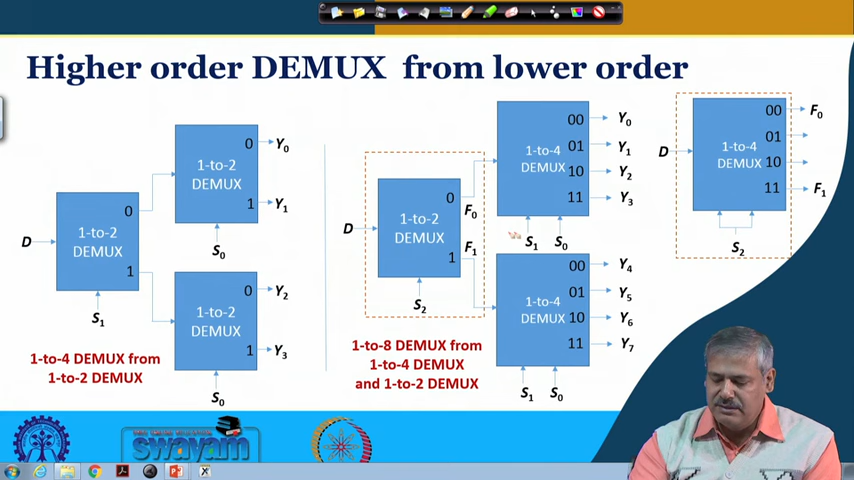 Higher order DEMUX from lower order
D
1-to-2
DEMUX
0
1
S1
1-to-2
DEMUX
0
1
Y0
Y1
S0
1-to-2
DEMUX
0
1
Y2
Y3
S0
1-to-4 DEMUX from
1-to-2 DEMUX
D
1-to-2
DEMUX
0
1
F0
F1
S2
1-to-4
DEMUX
00
01
10
11
Y0
Y1
Y2
Y3
S1 S0
1-to-4
DEMUX
00
01
10
11
Y4
Y5
Y6
Y7
S1 S0
1-to-8 DEMUX from
1-to-4 DEMUX
and 1-to-2 DEMUX
D
1-to-4
DEMUX
00
01
10
11
F0
F1
S2
swayam